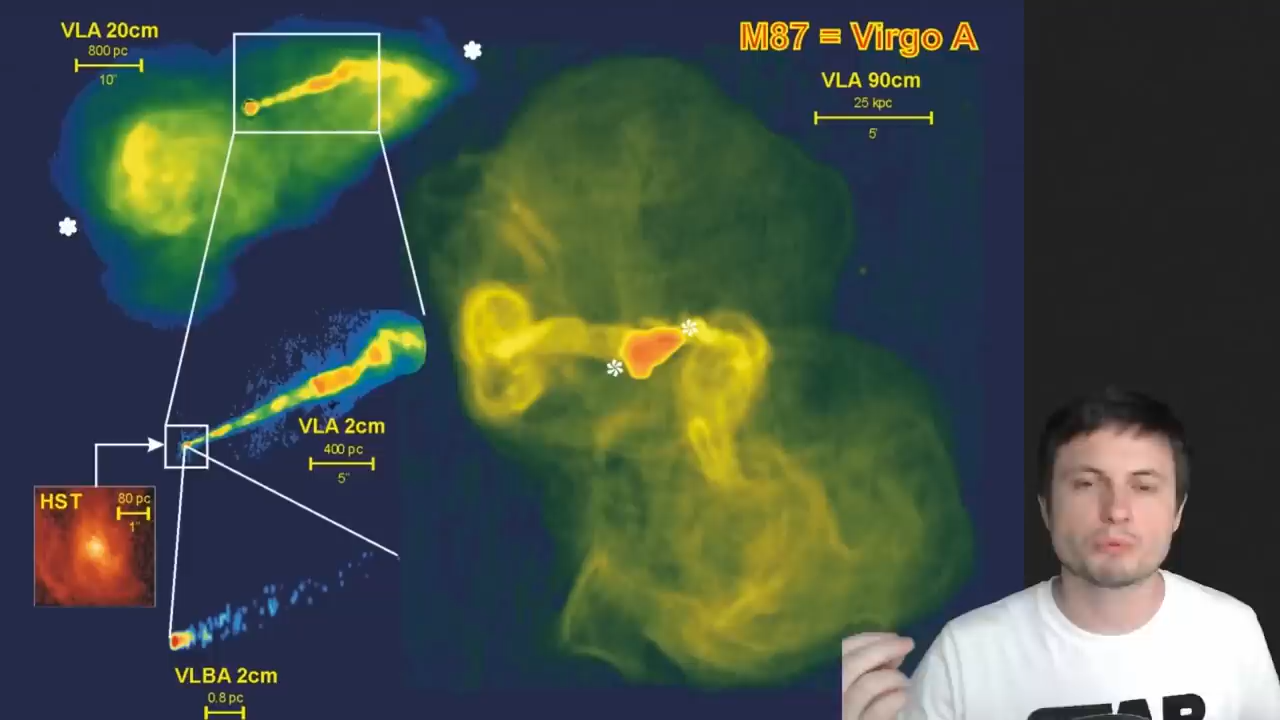 VLA 20cm
800 pc
10"
M87 = Virgo A
VLA 90cm
25 kpc
5'
VLA 2cm
400 pc
5"
HST
80 pc
1"
VLBA 2cm
0.8 pc